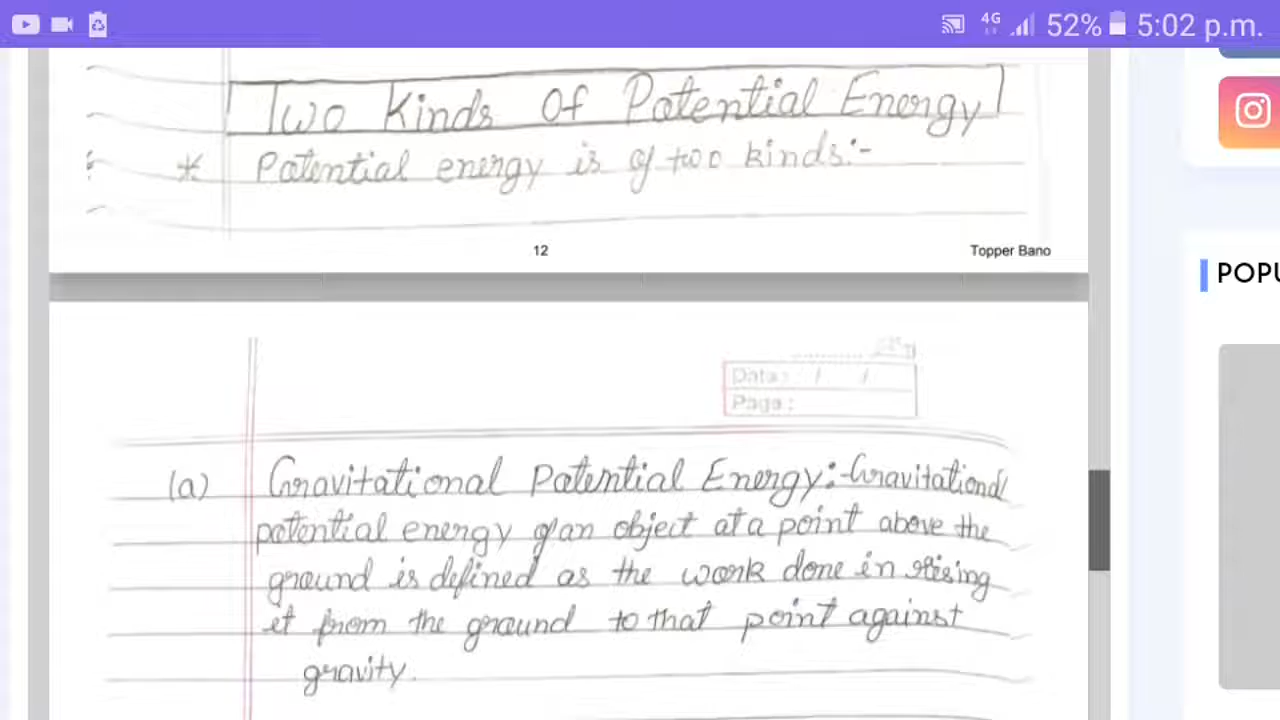 4G 52% 5:02 p.m.
Two Kinds Of Potential Energy
* Potential energy is of two kinds:-
12 Topper Bano
POPU
Date: / /
Page:
(a) Gravitational Potential Energy:-Gravitational
potential energy of an object at a point above the
ground is defined as the work done in rising
it from the ground to that point against
gravity.